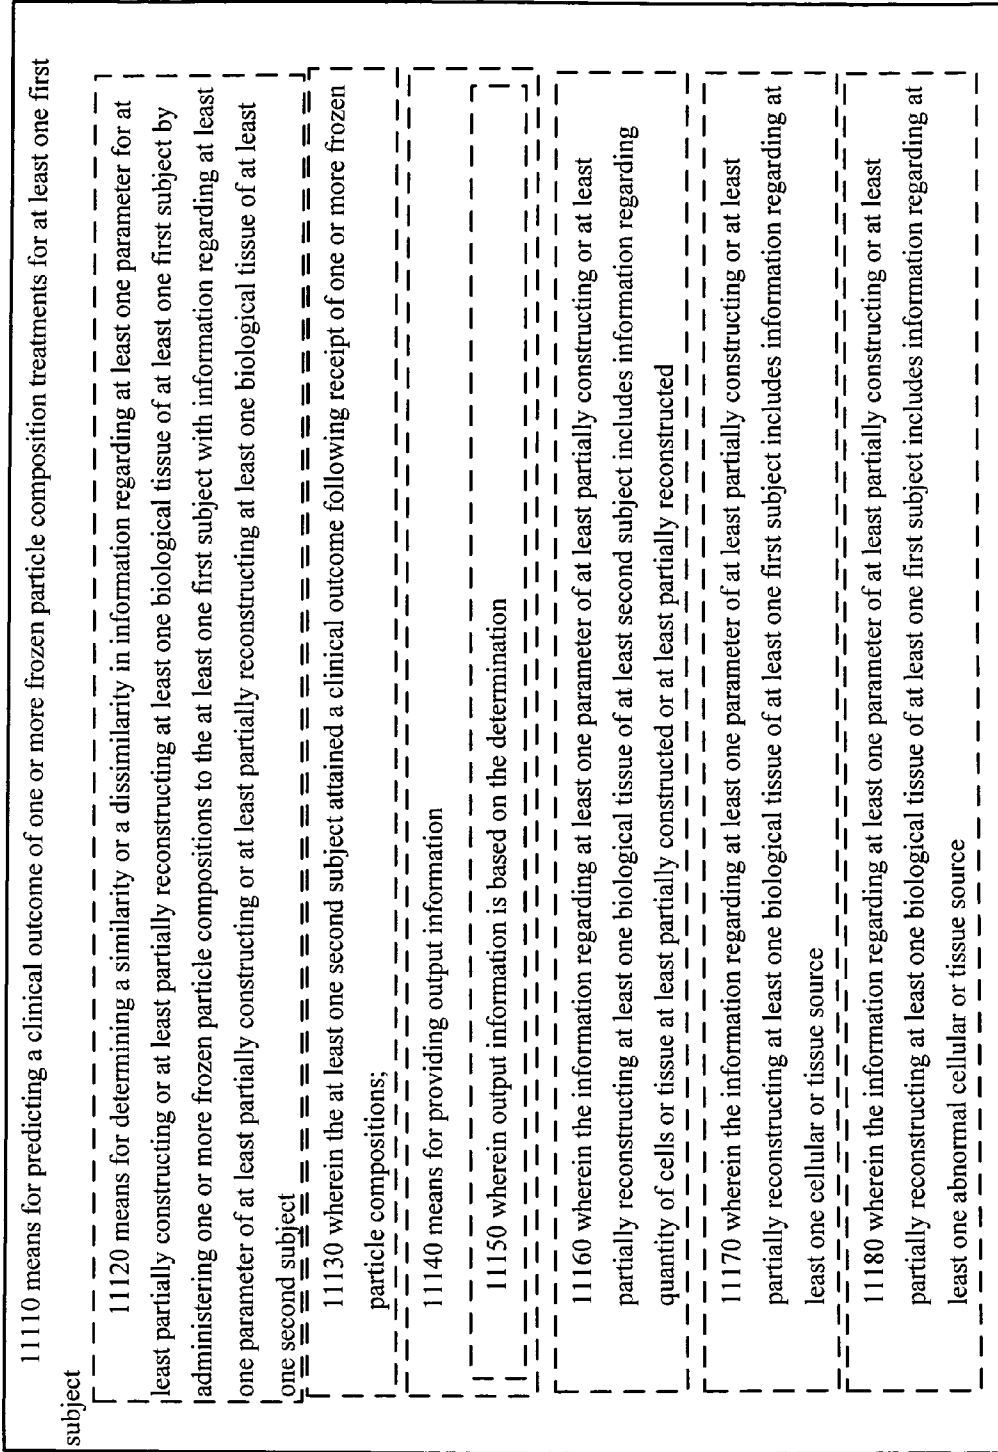 11110 means for predicting a clinical outcome of one or more frozen particle composition treatments for at least one first
subject
11120 means for determining a similarity or a dissimilarity in information regarding at least one parameter for at
least partially constructing or at least partially reconstructing at least one biological tissue of at least one first subject by
administering one or more frozen particle compositions to the at least one first subject with information regarding at least
one parameter of at least partially constructing or at least partially reconstructing at least one biological tissue of at least
one second subject
11130 wherein the at least one second subject attained a clinical outcome following receipt of one or more frozen
particle compositions;
11140 means for providing output information
11150 wherein output information is based on the determination
11160 wherein the information regarding at least one parameter of at least partially constructing or at least
partially reconstructing at least one biological tissue of at least second subject includes information regarding
quantity of cells or tissue at least partially constructed or at least partially reconstructed
11170 wherein the information regarding at least one parameter of at least partially constructing or at least
partially reconstructing at least one biological tissue of at least one first subject includes information regarding at
least one cellular or tissue source
11180 wherein the information regarding at least one parameter of at least partially constructing or at least
partially reconstructing at least one biological tissue of at least one first subject includes information regarding at
least one abnormal cellular or tissue source